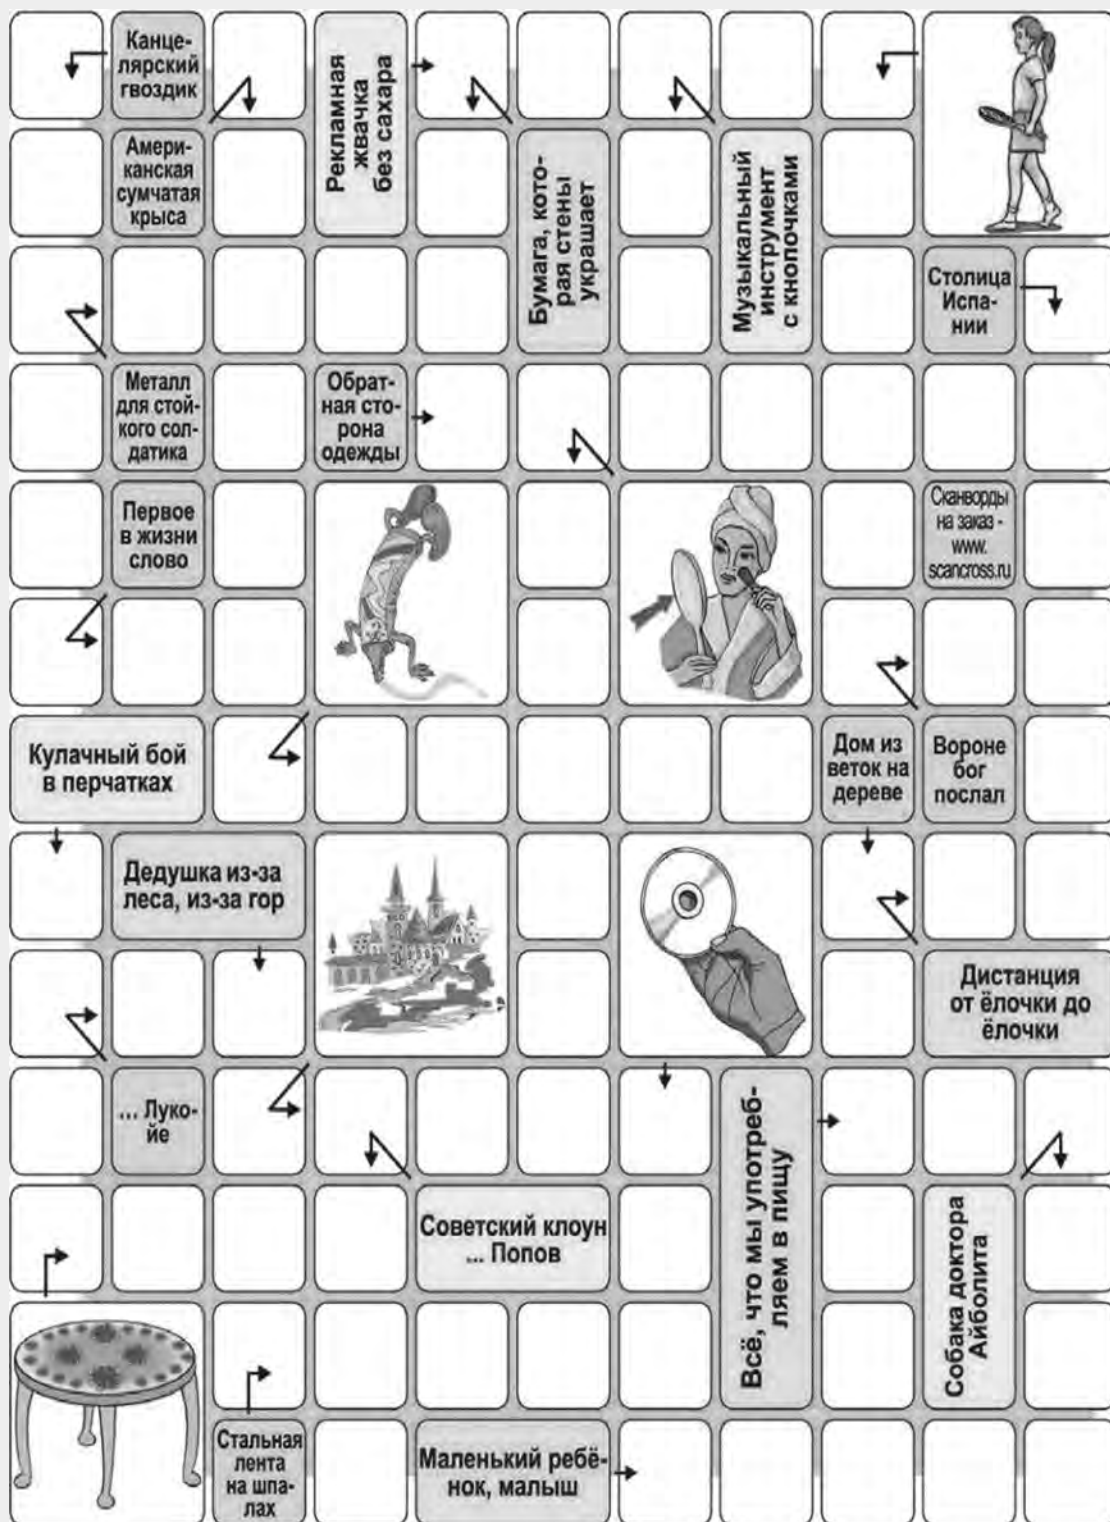 Канце-
лярский
гвоздик
Рекламная
жвачка
без сахара
Амери-
канская
сумчатая
крыса
Бумага, кото-
рая стены
украшает
Музыкальный
инструмент
с кнопочками
Столица
Испа-
нии
Металл
для стой-
кого сол-
датика
Обрат-
ная сто-
рона
одежды
Первое
в жизни
слово
Сканворды
на заказ -
www.
scancross.ru
Кулачный бой
в перчатках
Дом из
веток на
дереве
Вороне
бог
послал
Дедушка из-за
леса, из-за гор
Дистанция
от ёлочки до
ёлочки
... Луко-
йе
Всё, что мы употреб-
ляем в пищу
Советский клоун
... Попов
Собака доктора
Айболита
Стальная
лента
на шпа-
лах
Маленький ребё-
нок, малыш